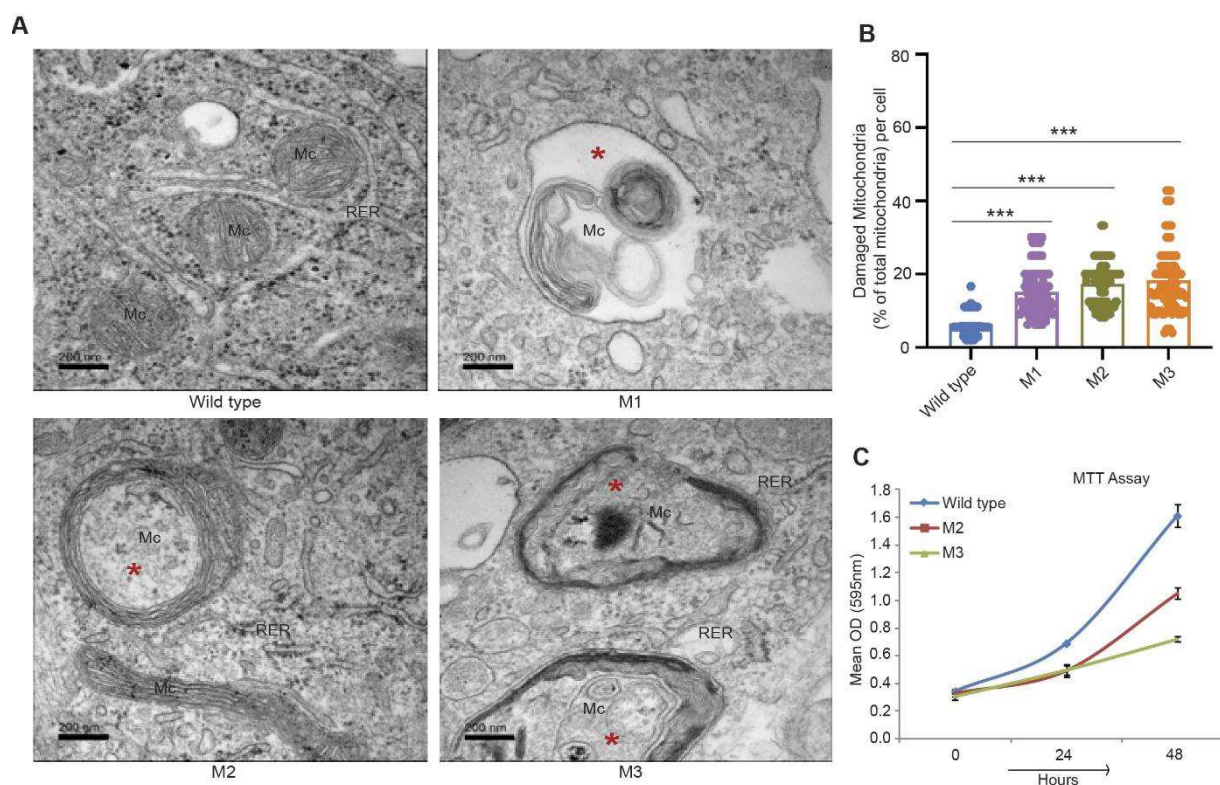 A
Mc
RER
Mc
Mc
200 nm
Wild type
*
Mc
200 nm
M1
Mc
*
RER
Mc
200 nm
M2
*
RER
Mc
RER
Mc
200 nm
*
M3
B
Damaged Mitochondria
(% of total mitochondria) per cell
80
60
40
20
0
***
***
***
Wild type
M1
M2
M3
C
MTT Assay
Mean OD (595nm)
1.8
1.6
1.4
1.2
1.0
0.8
0.6
0.4
0.2
0.0
Wild type
M2
M3
0 24 48
Hours